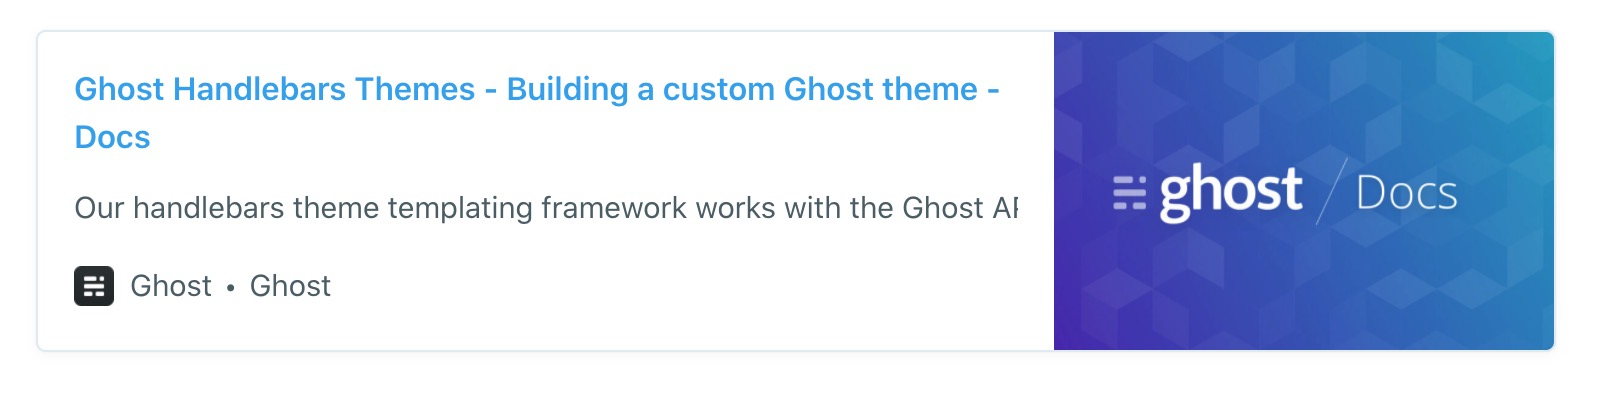 Ghost Handlebars Themes - Building a custom Ghost theme -
Docs
Our handlebars theme templating framework works with the Ghost
Ghost • Ghost
ghost / Docs